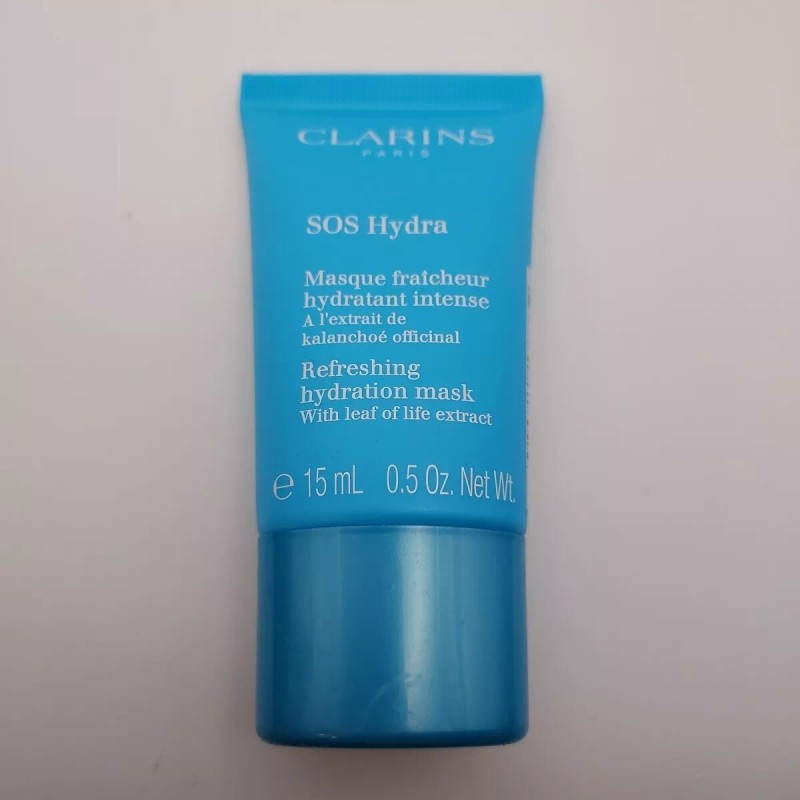 CLARINS
PARIS
SOS Hydra
Masque fraîcheur
hydratant intense
A l'extrait de
kalanchoé officinal
Refreshing
hydration mask
With leaf of life extract
℮ 15 mL 0.5 Oz. Net Wt.